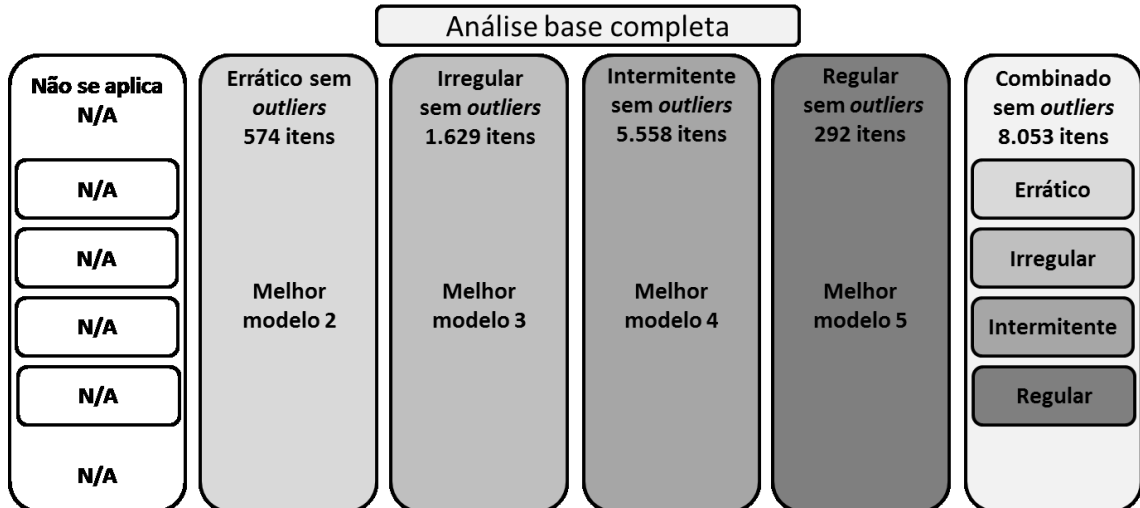 Análise base completa
Não se aplica
N/A
N/A
N/A
N/A
N/A
N/A
Errático sem
outliers
574 itens
Melhor
modelo 2
Irregular
sem outliers
1.629 itens
Melhor
modelo 3
Intermitente
sem outliers
5.558 itens
Melhor
modelo 4
Regular
sem outliers
292 itens
Melhor
modelo 5
Combinado
sem outliers
8.053 itens
Errático
Irregular
Intermitente
Regular